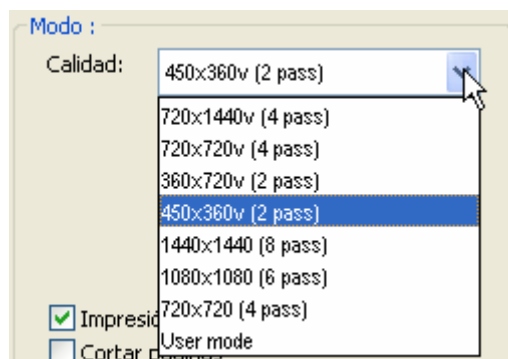 Modo :
Calidad:
450x360v (2 pass)
720x1440v (4 pass)
720x720v (4 pass)
360x720v (2 pass)
450x360v (2 pass)
1440x1440 (8 pass)
1080x1080 (6 pass)
720x720 (4 pass)
User mode
Cortar